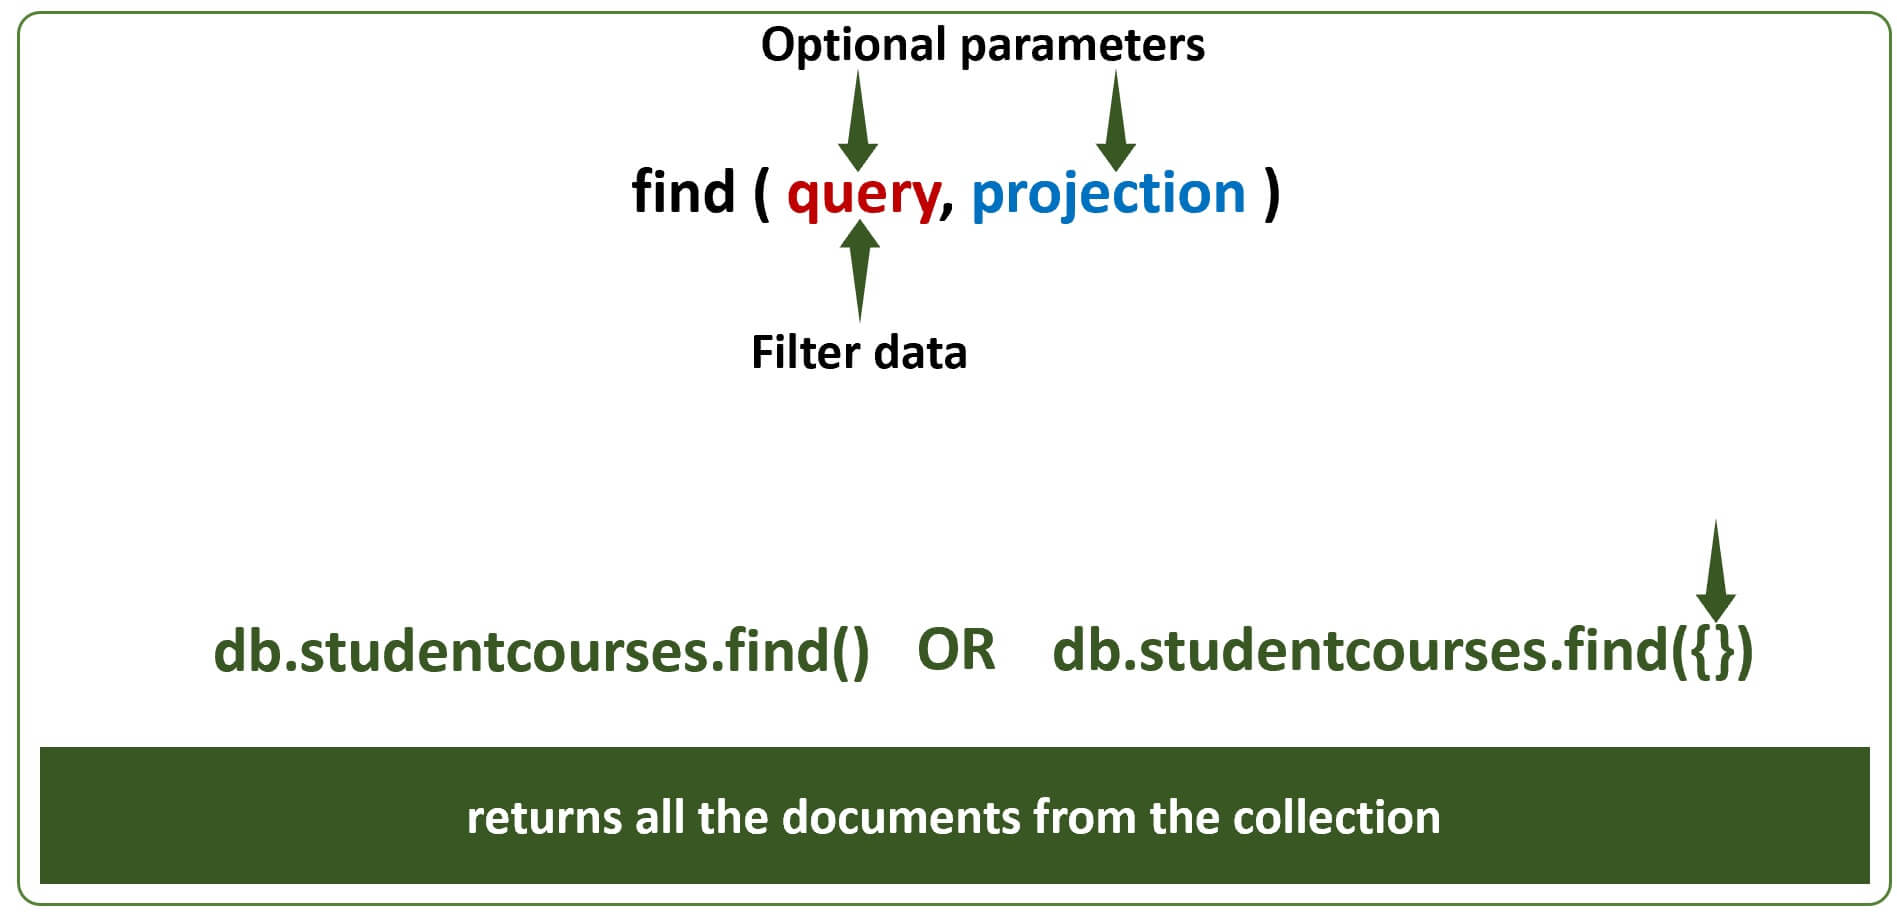 Optional parameters
find ( query, projection )
Filter data
db.studentcourses.find() OR db.studentcourses.find({})
returns all the documents from the collection